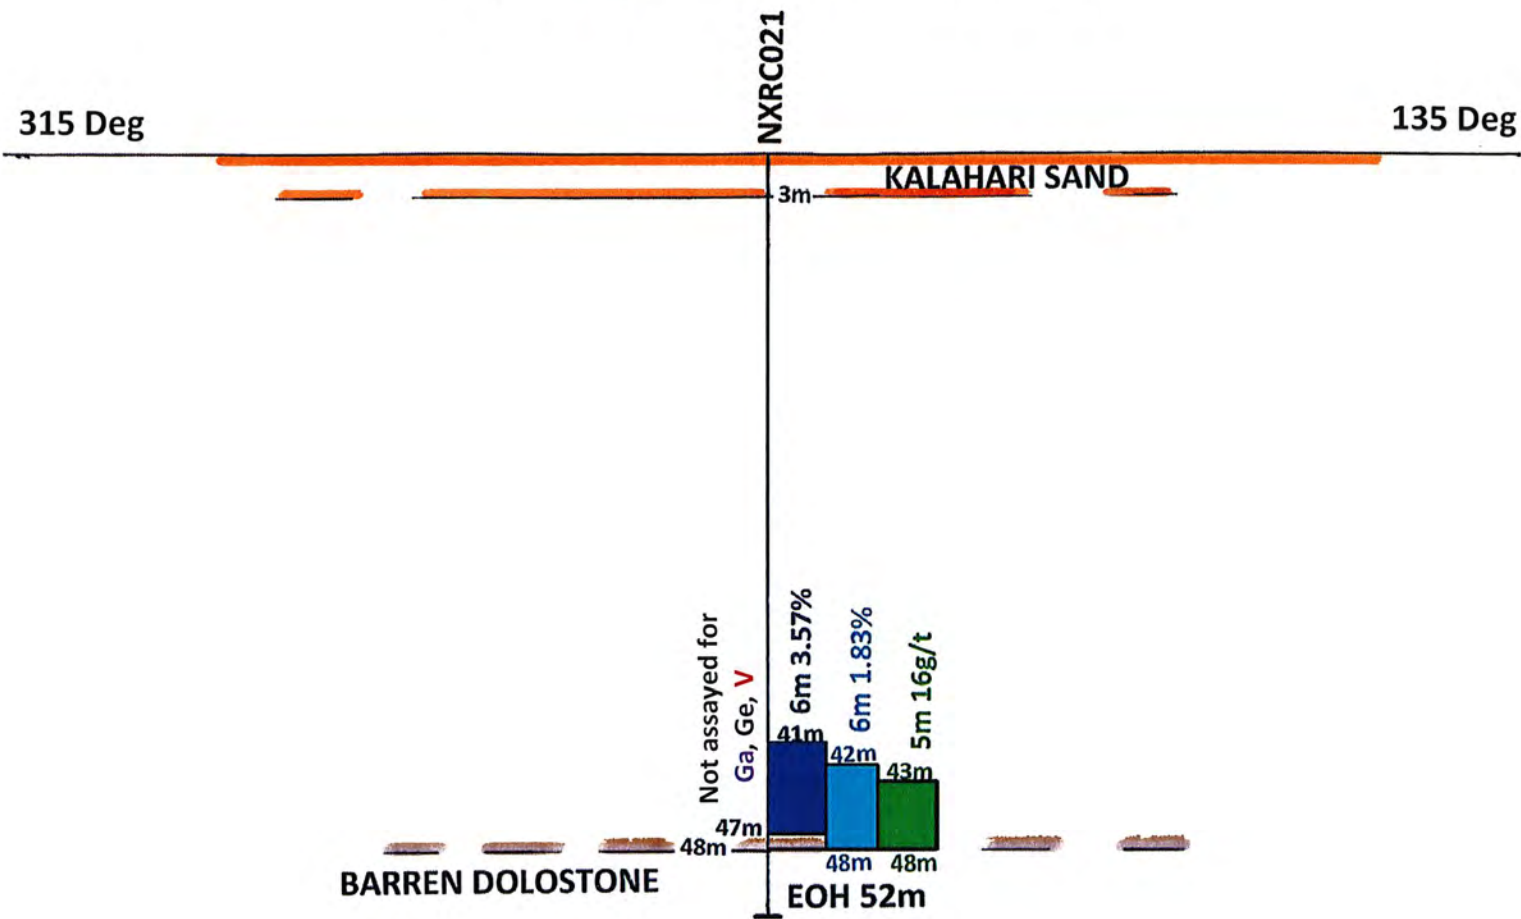 NXRC021
315 Deg
135 Deg
KALAHARI SAND
3m
Not assayed for
Ga, Ge, V
6m 3.57%
6m 1.83%
5m 16g/t
41m
42m
43m
47m
48m
48m
48m
BARREN DOLOSTONE
EOH 52m